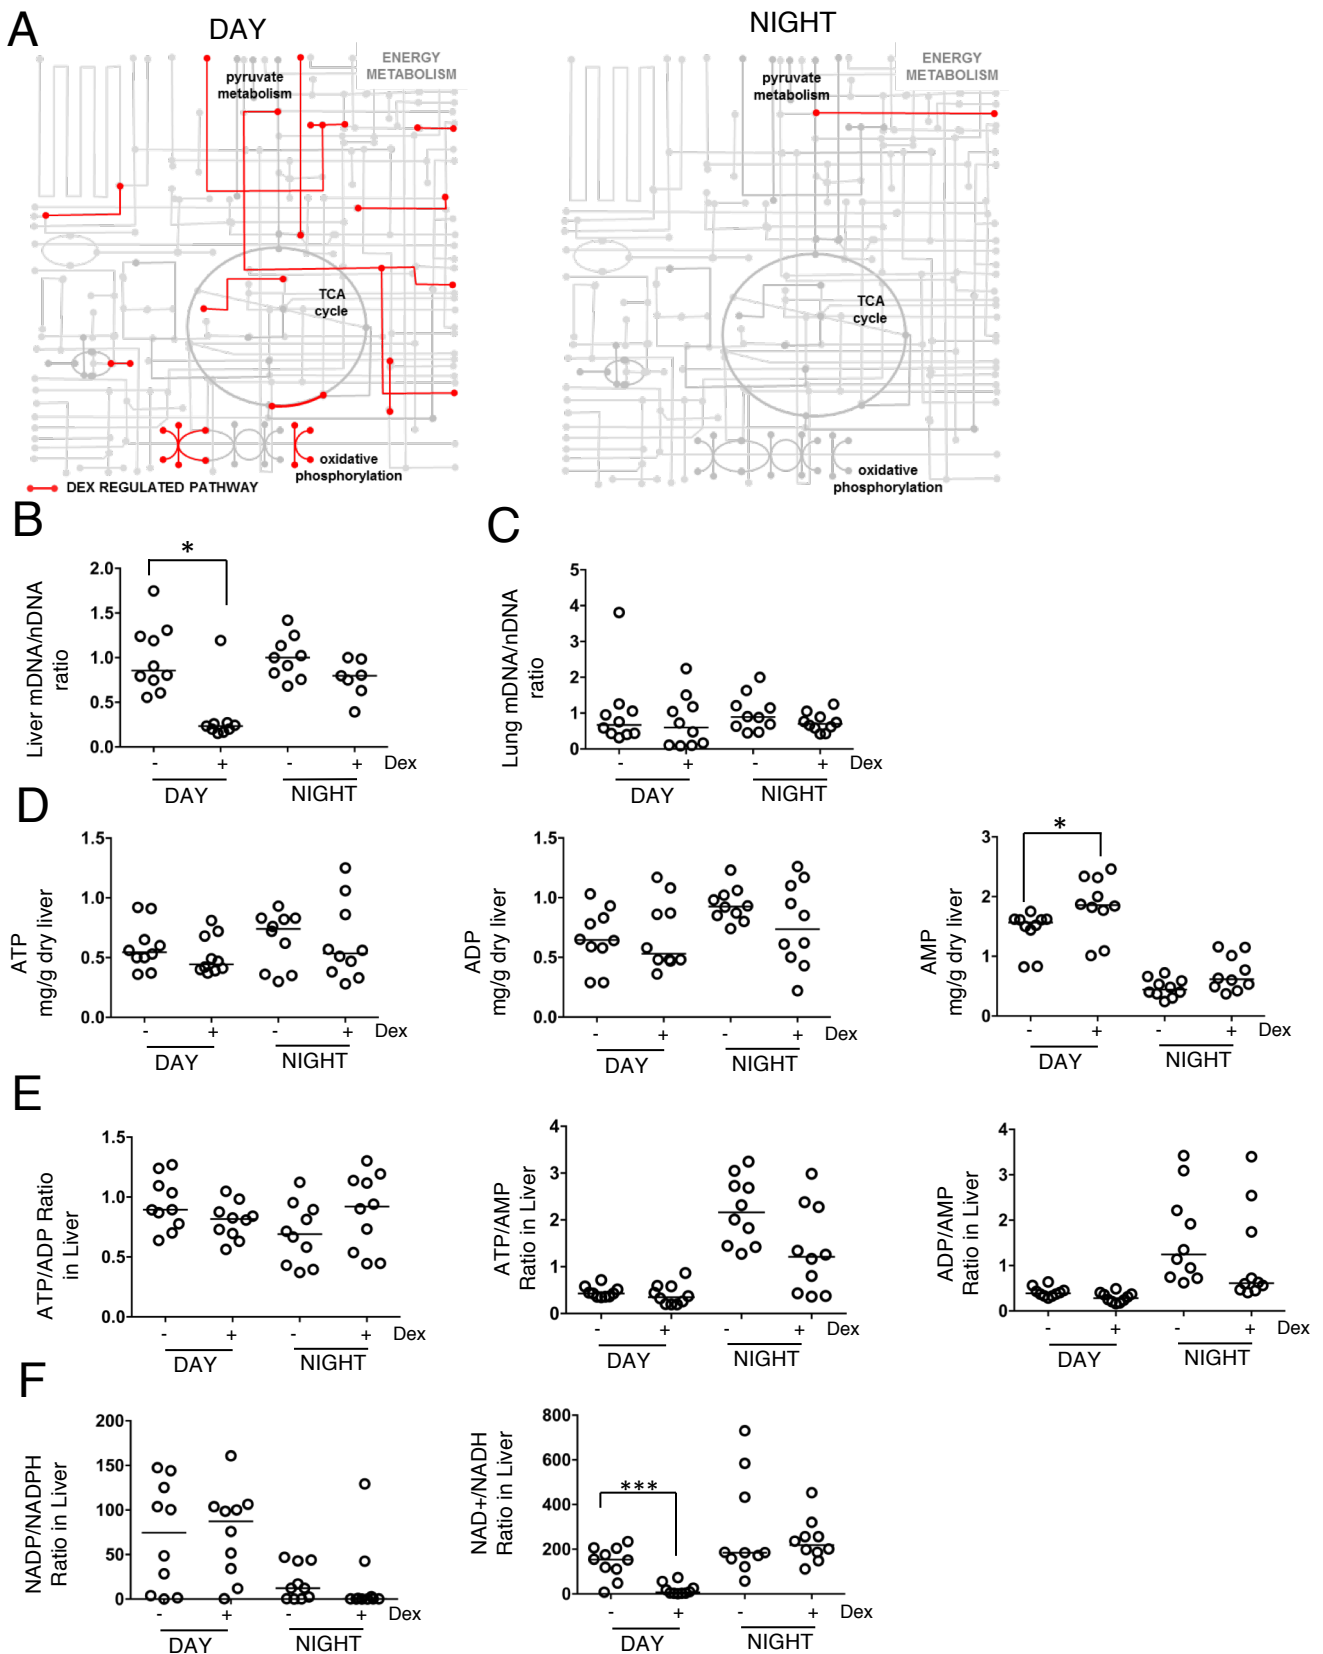 A
DAY
NIGHT
ENERGY
METABOLISM
pyruvate
metabolism
TCA
cycle
oxidative
phosphorylation
DEX REGULATED PATHWAY
ENERGY
METABOLISM
pyruvate
metabolism
TCA
cycle
oxidative
phosphorylation
B
Liver mDNA/nDNA
ratio
2.0
1.5
1.0
0.5
0.0
*
- + - + Dex
DAY NIGHT
C
Lung mDNA/nDNA
ratio
5
4
3
2
1
0
- + - + Dex
DAY NIGHT
D
ATP
mg/g dry liver
1.5
1.0
0.5
0.0
- + - + Dex
DAY NIGHT
ADP
mg/g dry liver
1.5
1.0
0.5
0.0
- + - +
DAY NIGHT
AMP
mg/g dry liver
3
2
1
0
*
- + - + Dex
DAY NIGHT
E
ATP/ADP Ratio
in Liver
1.5
1.0
0.5
0.0
- + - + Dex
DAY NIGHT
ATP/AMP
Ratio in Liver
4
3
2
1
0
- + - +
DAY NIGHT
ADP/AMP
Ratio in Liver
4
3
2
1
0
- + - + Dex
DAY NIGHT
F
NADP/NADPH
Ratio in Liver
200
150
100
50
0
- + - + Dex
DAY NIGHT
NAD+/NADH
Ratio in Liver
800
600
400
200
0
***
- + - + Dex
DAY NIGHT